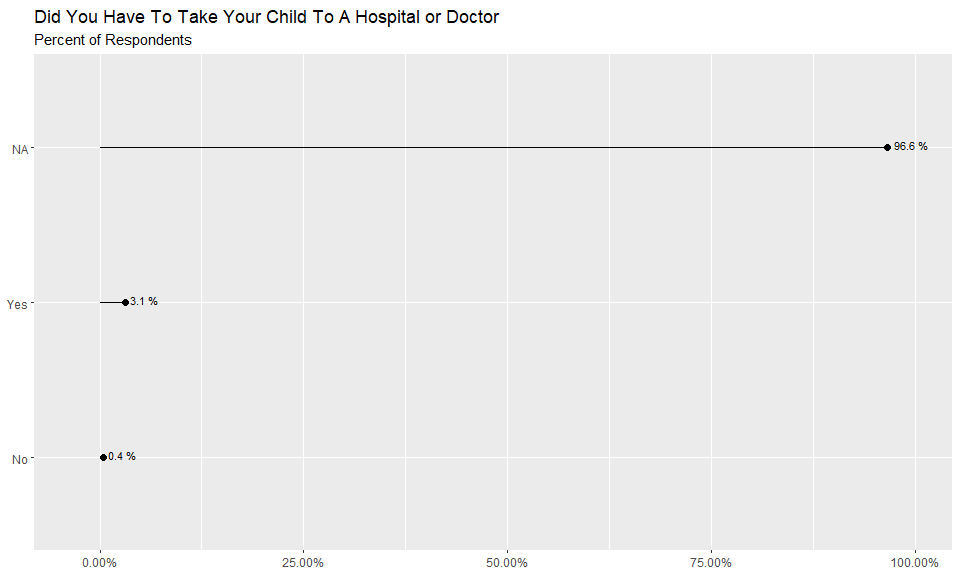 Did You Have To Take Your Child To A Hospital or Doctor
Percent of Respondents
NA
96.6 %
Yes
3.1 %
No
0.4 %
0.00%
25.00%
50.00%
75.00%
100.00%